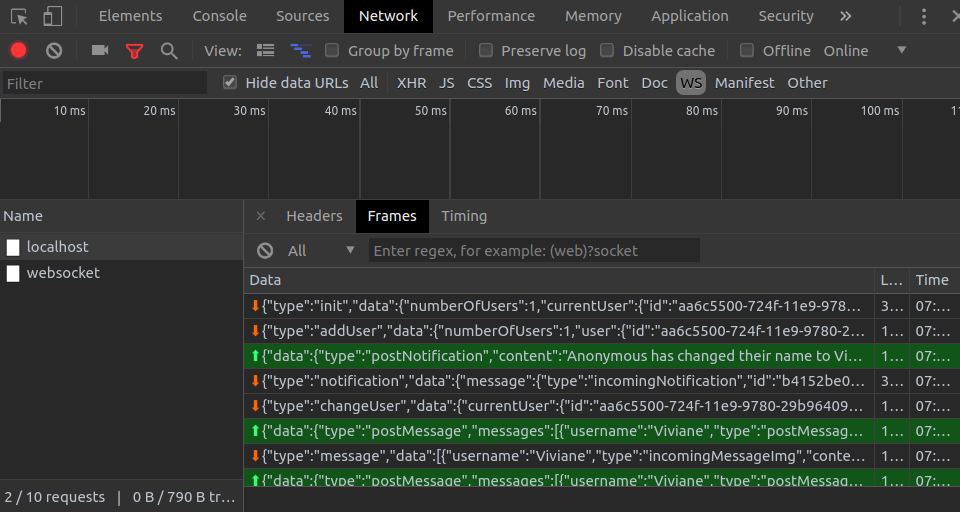 Elements Console Sources Network Performance Memory Application Security
View: Group by frame Preserve log Disable cache Offline Online
Filter Hide data URLs All XHR JS CSS Img Media Font Doc WS Manifest Other
10 ms 20 ms 30 ms 40 ms 50 ms 60 ms 70 ms 80 ms 90 ms 100 ms 11
Name
localhost
websocket
2 / 10 requests | 0 B / 790 B tr…
× Headers Frames Timing
All Enter regex, for example: (web)?socket
Data L… Time
{"type":"init","data":{"numberOfUsers":1,"currentUser":{"id":"aa6c5500-724f-11e9-978… 3… 07:…
{"type":"addUser","data":{"numberOfUsers":1,"user":{"id":"aa6c5500-724f-11e9-9780-2… 1… 07:…
{"data":{"type":"postNotification","content":"Anonymous has changed their name to Vi… 1… 07:…
{"type":"notification","data":{"message":{"type":"incomingNotification","id":"b4152be0… 3… 07:…
{"type":"changeUser","data":{"currentUser":{"id":"aa6c5500-724f-11e9-9780-29b96409… 1… 07:…
{"data":{"type":"postMessage","messages":[{"username":"Viviane","type":"postMessag… 1… 07:…
{"type":"message","data":[{"username":"Viviane","type":"incomingMessageImg","conte… 1… 07:…
{"data":{"type":"postMessage","messages":[{"username":"Viviane","type":"postMessag… 1… 07:…